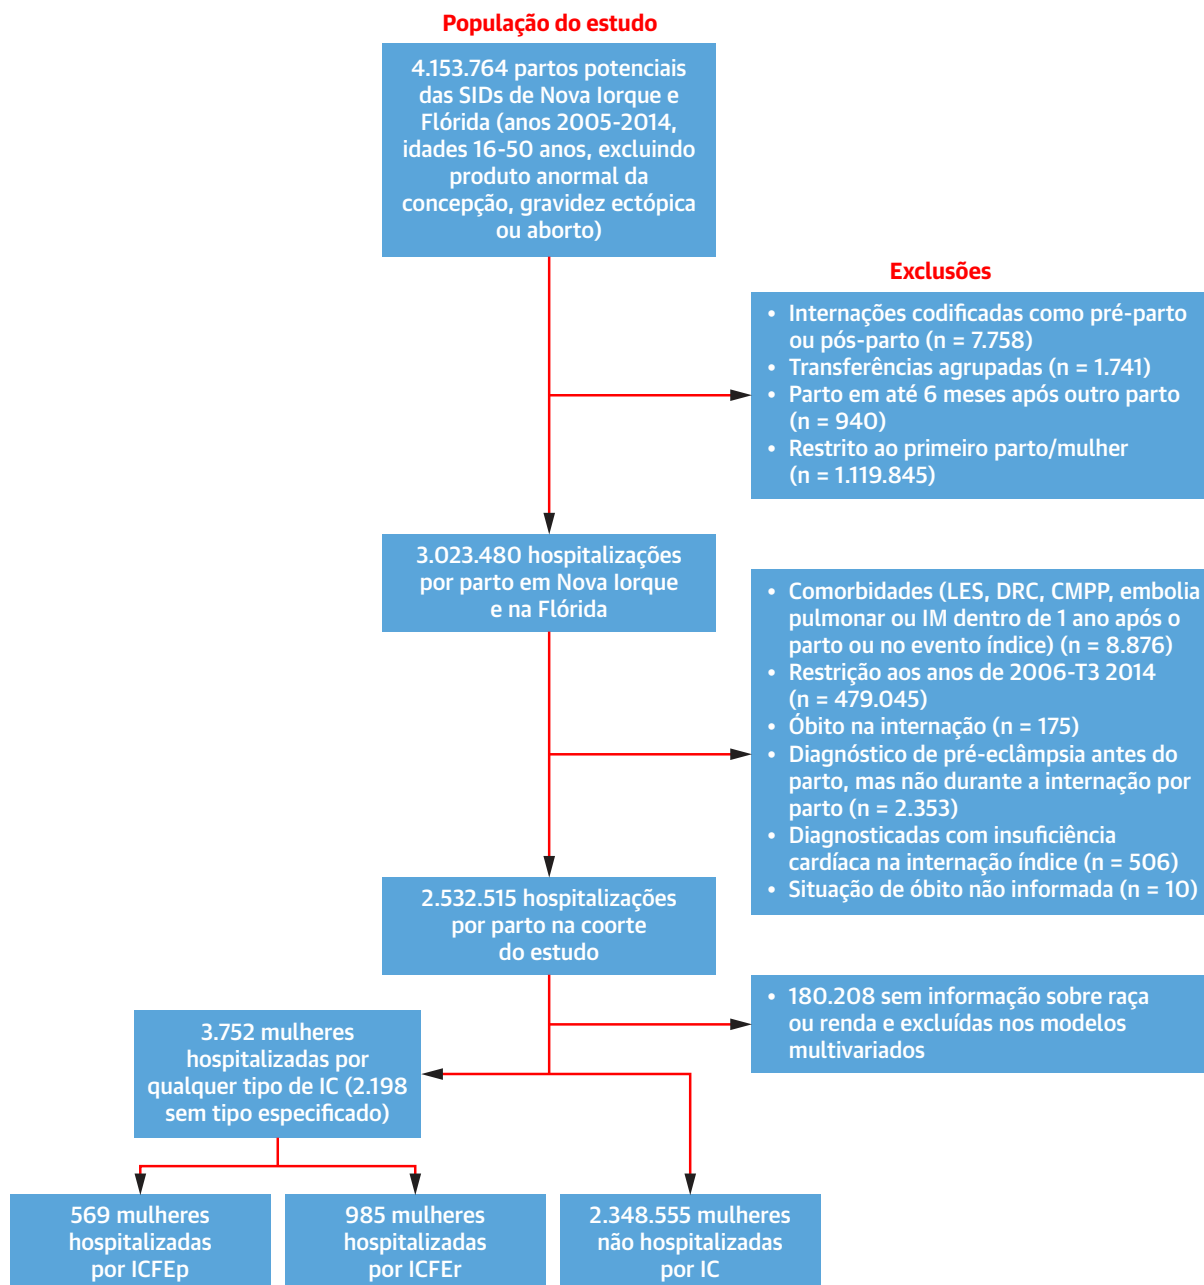 População do estudo
4.153.764 partos potenciais
das SIDs de Nova Iorque e
Flórida (anos 2005-2014,
idades 16-50 anos, excluindo
produto anormal da
concepção, gravidez ectópica
ou aborto)
Exclusões
• Internações codificadas como pré-parto
ou pós-parto (n = 7.758)
• Transferências agrupadas (n = 1.741)
• Parto em até 6 meses após outro parto
(n = 940)
• Restrito ao primeiro parto/mulher
(n = 1.119.845)
3.023.480 hospitalizações
por parto em Nova Iorque
e na Flórida
• Comorbidades (LES, DRC, CMPP, embolia
pulmonar ou IM dentro de 1 ano após o
parto ou no evento índice) (n = 8.876)
• Restrição aos anos de 2006-T3 2014
(n = 479.045)
• Óbito na internação (n = 175)
• Diagnóstico de pré-eclâmpsia antes do
parto, mas não durante a internação por
parto (n = 2.353)
• Diagnosticadas com insuficiência
cardíaca na internação índice (n = 506)
• Situação de óbito não informada (n = 10)
2.532.515 hospitalizações
por parto na coorte
do estudo
• 180.208 sem informação sobre raça
ou renda e excluídas nos modelos
multivariados
3.752 mulheres
hospitalizadas por
qualquer tipo de IC (2.198
sem tipo especificado)
569 mulheres
hospitalizadas
por ICFEp
985 mulheres
hospitalizadas
por ICFEr
2.348.555 mulheres
não hospitalizadas
por IC